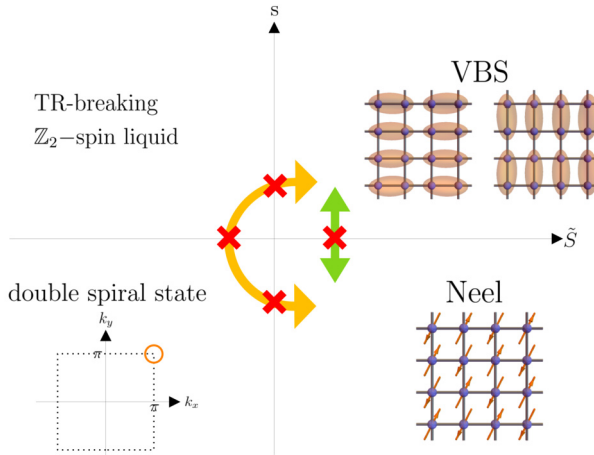 s
VBS
TR-breaking
ℤ₂−spin liquid
S̃
double spiral state
Neel
k_y
π
π
k_x